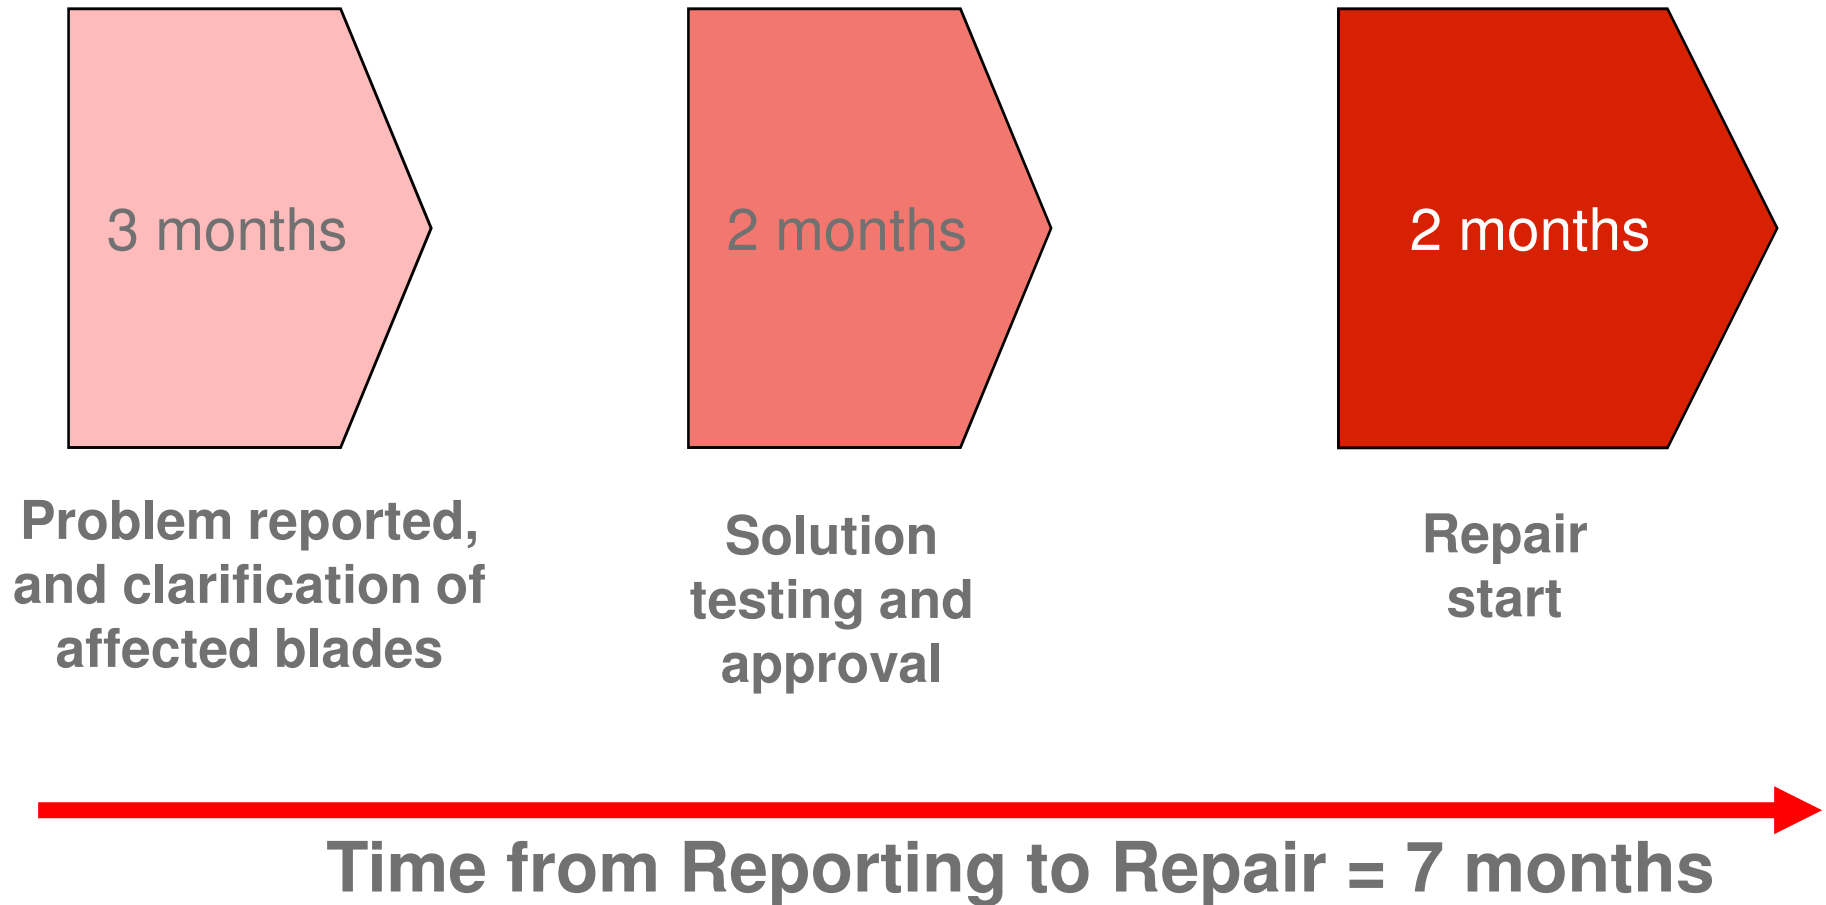 3 months
2 months
2 months
Problem reported,
and clarification of
affected blades
Solution
testing and
approval
Repair
start
Time from Reporting to Repair = 7 months